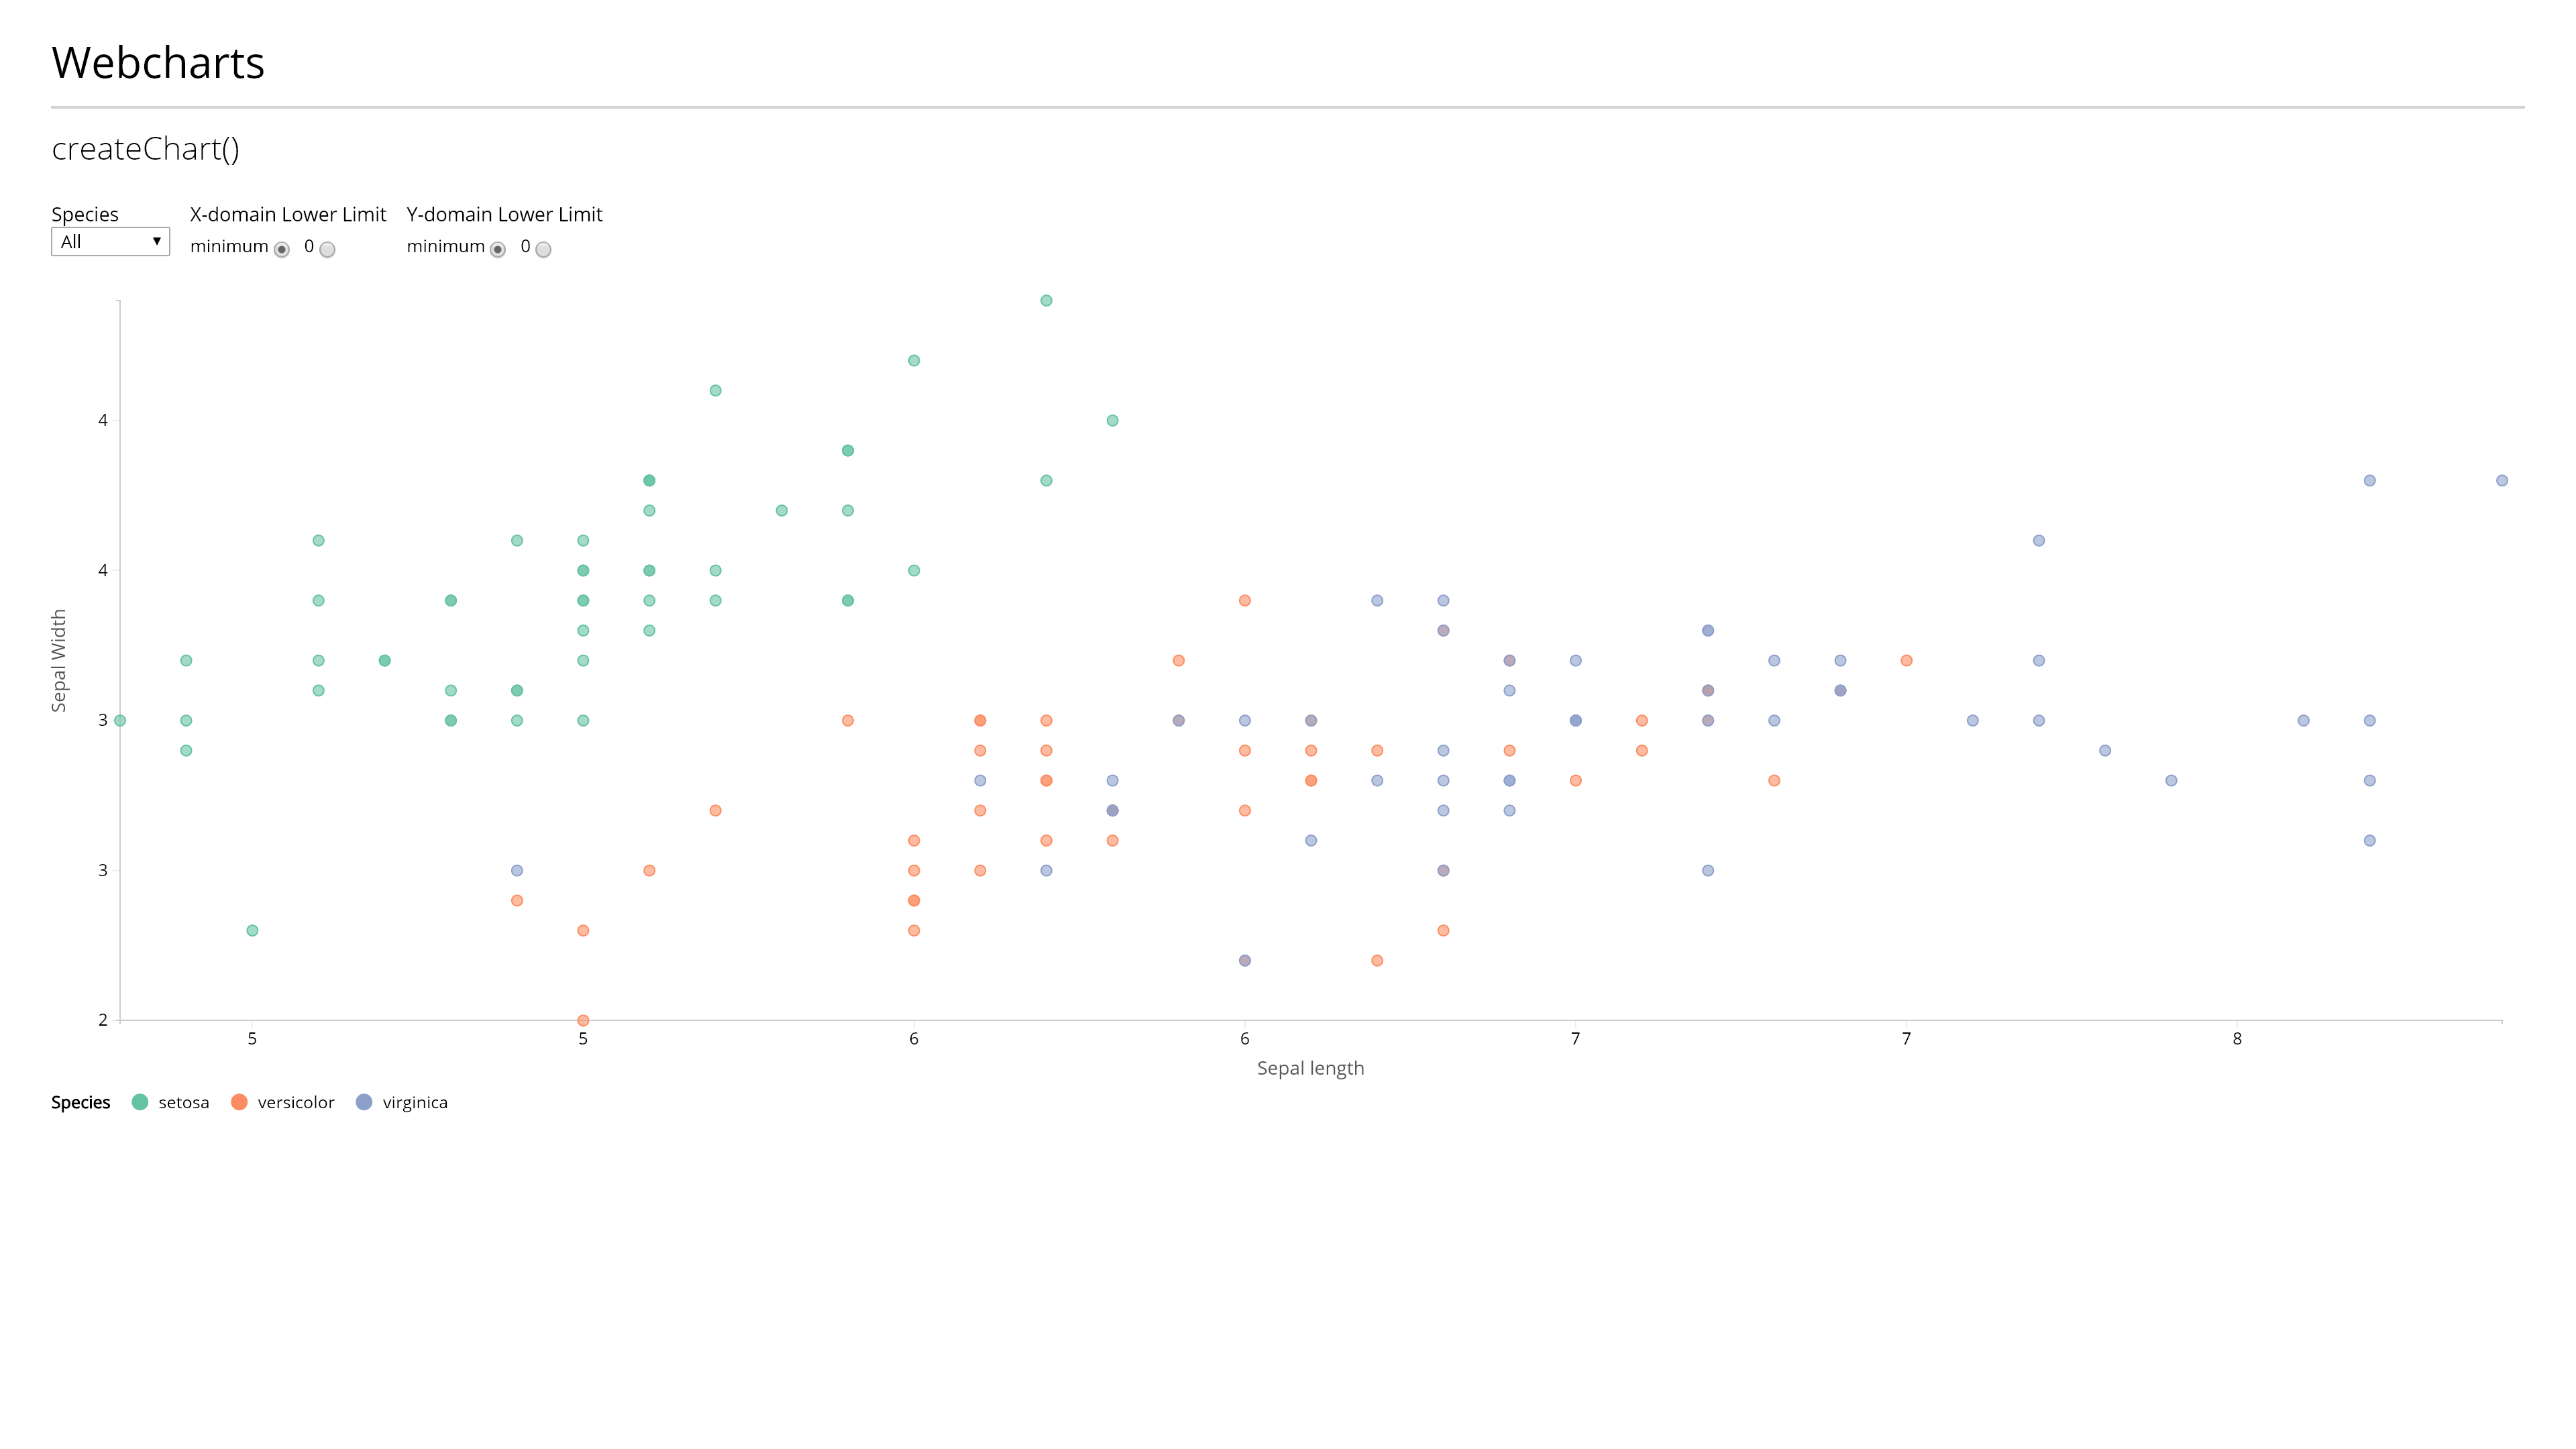 Webcharts
createChart()
Species X-domain Lower Limit Y-domain Lower Limit
All ▼ minimum 0 minimum 0
4
4
3
3
2
Sepal Width
5 5 6 6 7 7 8
Sepal length
Species setosa versicolor virginica